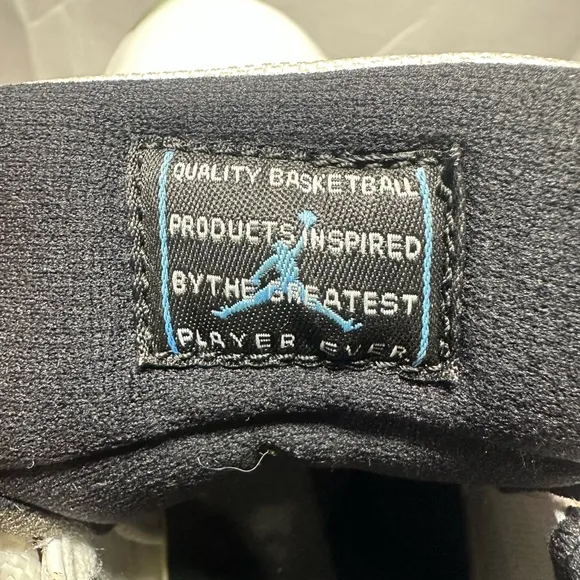 QUALITY BASKETBALL
PRODUCTS INSPIRED
BY THE GREATEST
PLAYER EVER